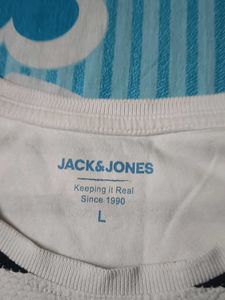 JACK&JONES
Keeping it Real
Since 1990
L